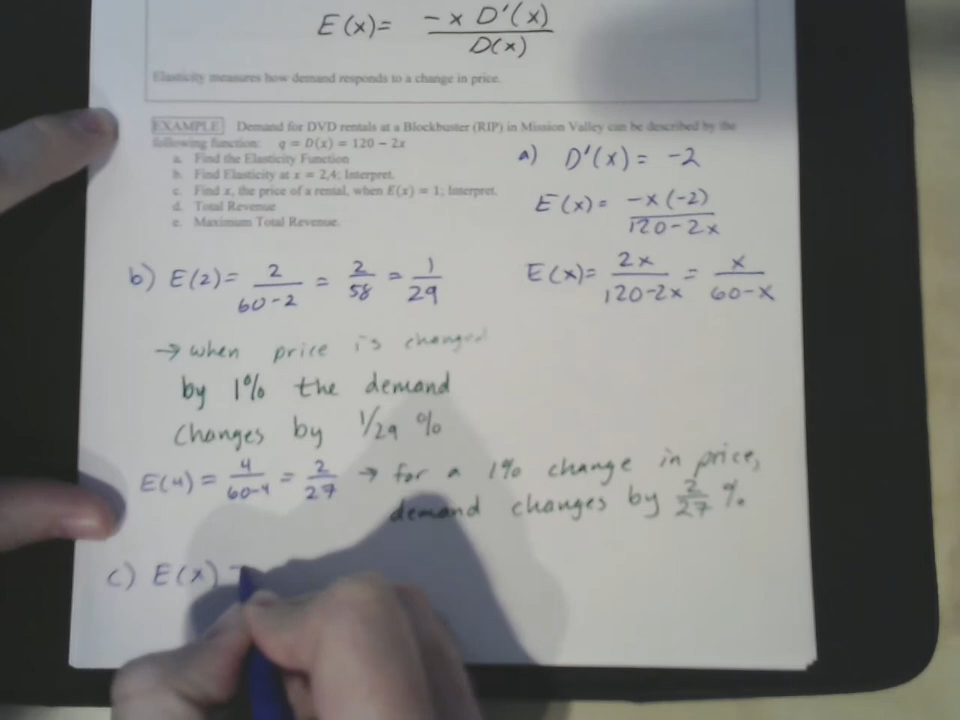 E(x) = -x D'(x) / D(x)
Elasticity measures how demand responds to a change in price.
EXAMPLE Demand for DVD rentals at a Blockbuster (RIP) in Mission Valley can be described by the
following function: q = D(x) = 120 − 2x
a. Find the Elasticity Function
b. Find Elasticity at x = 2,4; Interpret.
c. Find x, the price of a rental, when E(x) = 1; Interpret.
d. Total Revenue
e. Maximum Total Revenue.
a) D'(x) = -2
E(x) = -x(-2) / 120-2x
E(x) = 2x / 120-2x = x / 60-x
b) E(2) = 2 / 60-2 = 2/58 = 1/29
→ when price is changed
by 1% the demand
changes by 1/29 %
E(4) = 4 / 60-4 = 2/27 → for a 1% change in price,
demand changes by 2/27 %
c) E(x) =